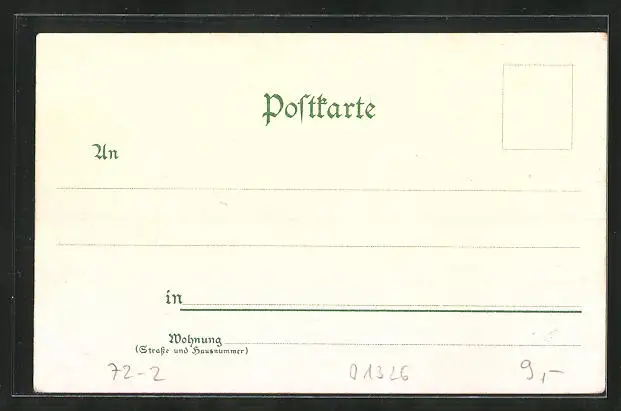 Postkarte
An
in
Wohnung
(Straße und Hausnummer)
72-2 01326 9,-